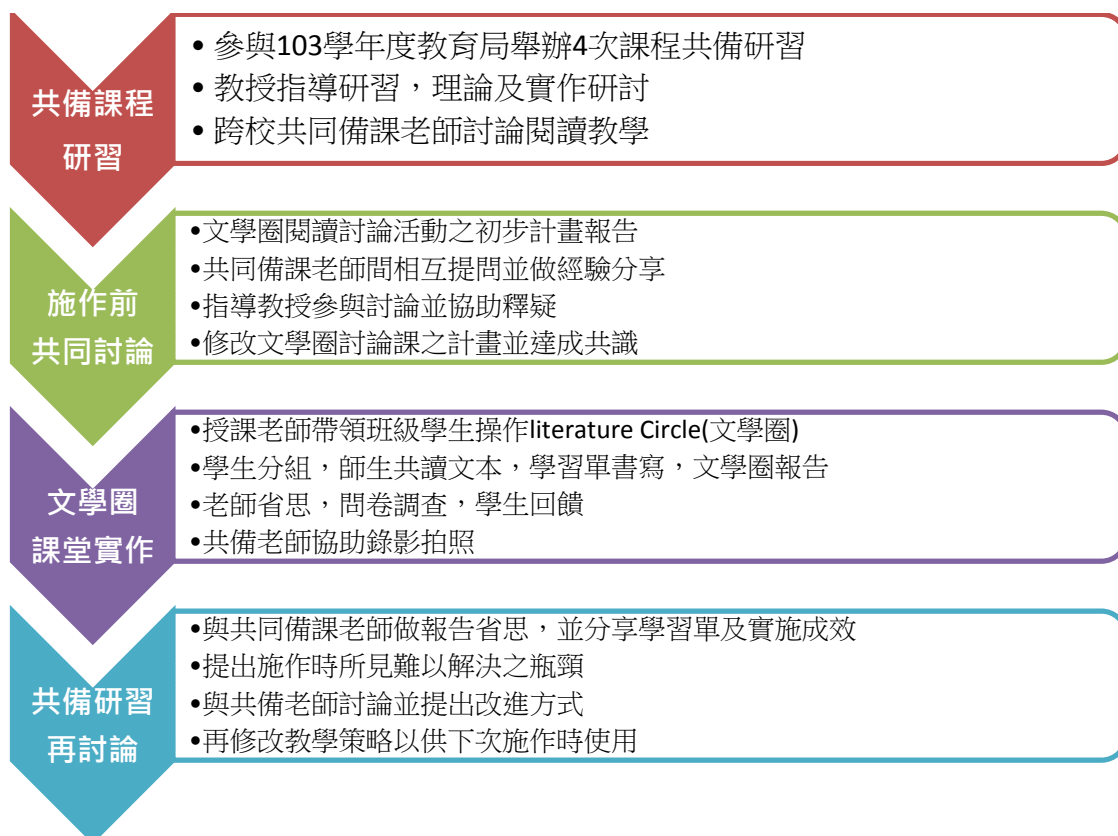 共備課程
研習
•參與103學年度教育局舉辦4次課程共備研習
•教授指導研習，理論及實作研討
•跨校共同備課老師討論閱讀教學
施作前
共同討論
•文學圈閱讀討論活動之初步計畫報告
•共同備課老師間相互提問並做經驗分享
•指導教授參與討論並協助釋疑
•修改文學圈討論課之計畫並達成共識
文學圈
課堂實作
•授課老師帶領班級學生操作literature Circle(文學圈)
•學生分組，師生共讀文本，學習單書寫，文學圈報告
•老師省思，問卷調查，學生回饋
•共備老師協助錄影拍照
共備研習
再討論
•與共同備課老師做報告省思，並分享學習單及實施成效
•提出施作時所見難以解決之瓶頸
•與共備老師討論並提出改進方式
•再修改教學策略以供下次施作時使用